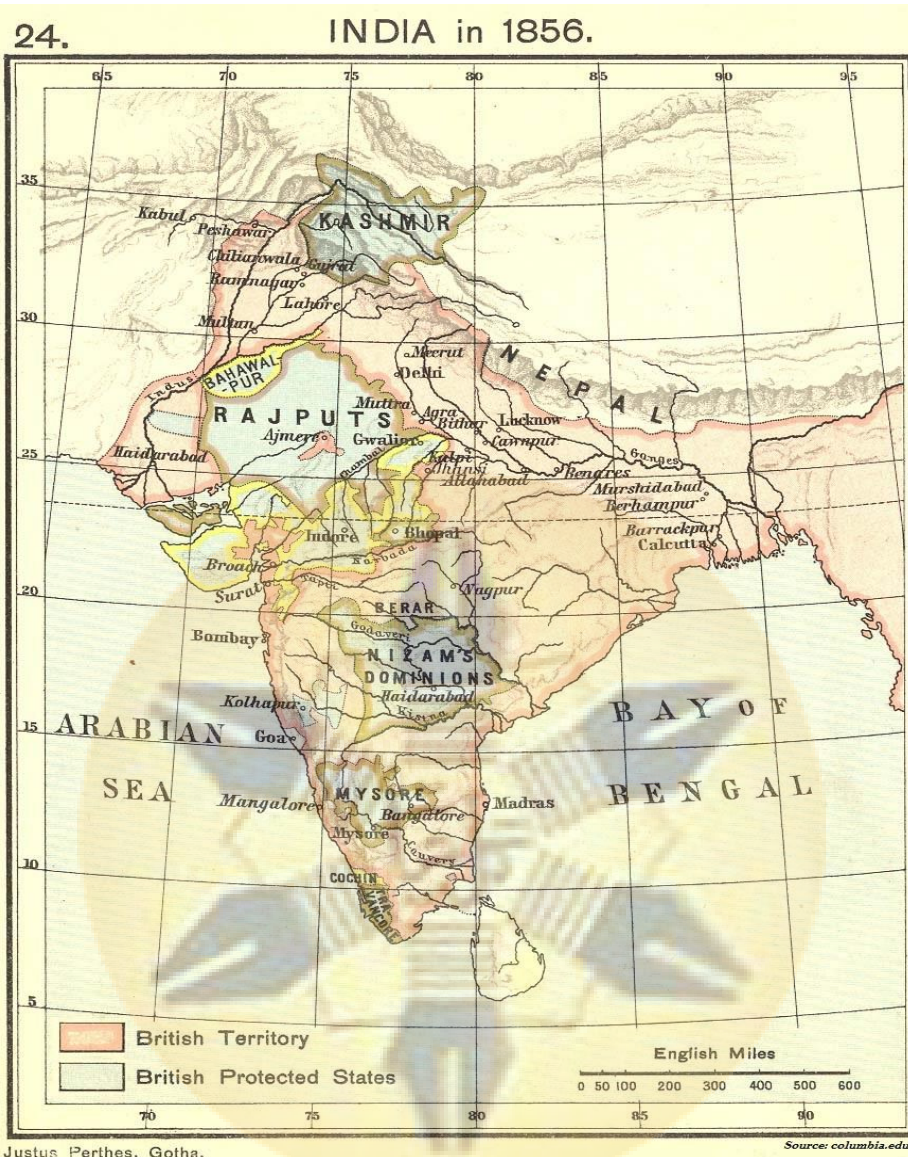 24.
INDIA in 1856.
65 70 75 80 85 90 95
35
Kabul
Peshawar
KASHMIR
Chilianwala
Gujrat
Ramnagar
Lahore
30
Multan
NEPAL
Meerut
Delhi
Indus
BAHAWAL
-PUR
RAJPUTS
Muttra
Agra
Bithur
Lucknow
Ajmere
Gwalior
Cawnpur
Haidarabad
Chumbal
Kalpi
Jhansi
Ganges
25
Allahabad
Benares
Murshidabad
Berhampur
Indore
Bhopal
Barrackpur
Calcutta
Narbada
Broach
Tapti
Surat
Nagpur
20
BERAR
Bombay
Godaveri
NIZAM'S
DOMINIONS
Haidarabad
Kolhapur
Kistna
15
ARABIAN
SEA
Goa
BAY OF
BENGAL
MYSORE
Mangalore
Bangalore
Madras
Mysore
Cauvery
10
COCHIN
TRA
VANCORE
5
British Territory
British Protected States
English Miles
0 50 100 200 300 400 500 600
70 75 80 85 90
Justus Perthes, Gotha.
Source: columbia.edu